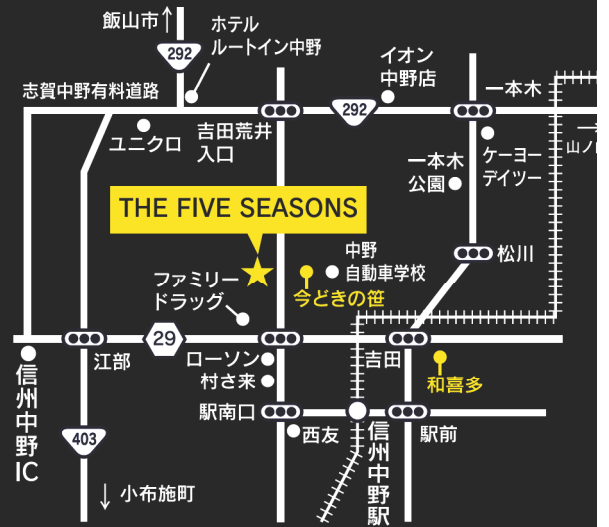 飯山市
ホテル
ルートイン中野
292
イオン
中野店
志賀中野有料道路
一本木
292
ユニクロ
吉田荒井
入口
ケーヨー
デイツー
山ノ
一本木
公園
THE FIVE SEASONS
松川
中野
自動車学校
ファミリー
ドラッグ
今どきの笹
29
江部
ローソン
吉田
信州中野IC
村さ来
和喜多
駅南口
403
西友
信州中野駅
駅前
小布施町